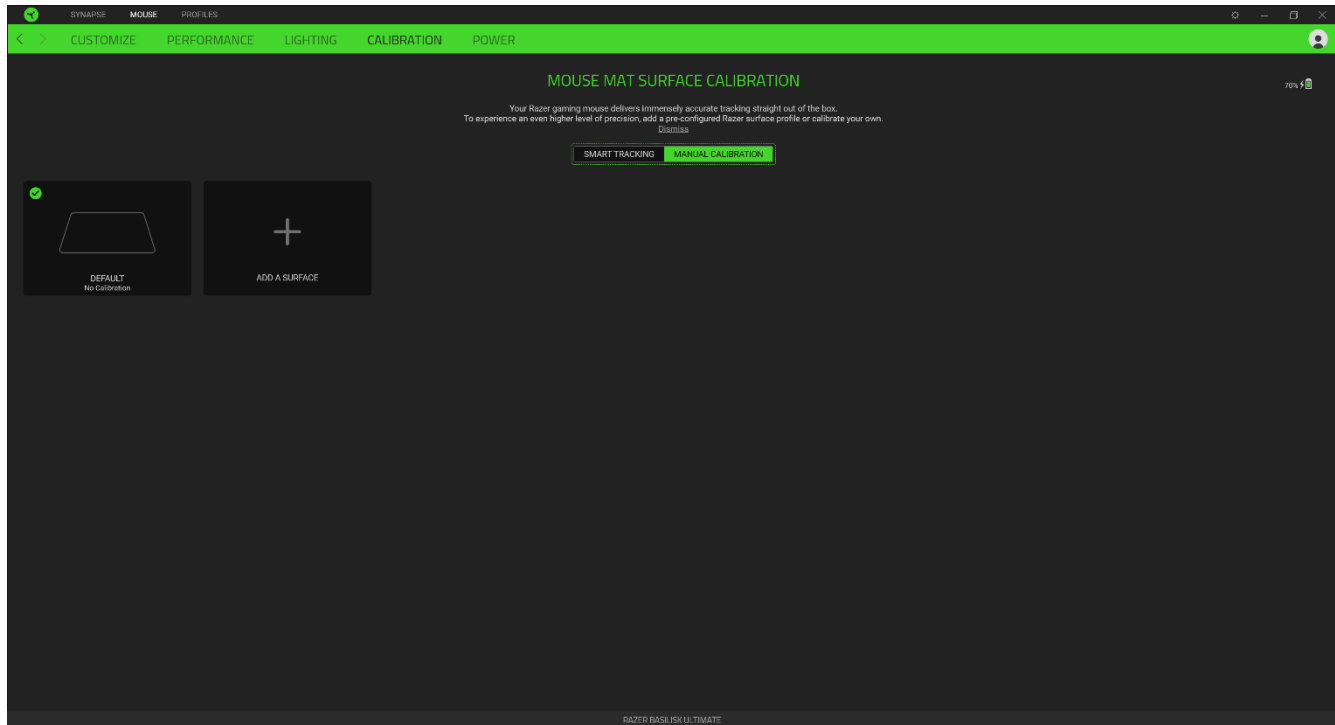 SYNAPSE MOUSE PROFILES
CUSTOMIZE PERFORMANCE LIGHTING CALIBRATION POWER
MOUSE MAT SURFACE CALIBRATION
70%
Your Razer gaming mouse delivers immensely accurate tracking straight out of the box.
To experience an even higher level of precision, add a pre-configured Razer surface profile or calibrate your own.
Dismiss
SMART TRACKING MANUAL CALIBRATION
DEFAULT
No Calibration
ADD A SURFACE
RAZER BASILISK ULTIMATE